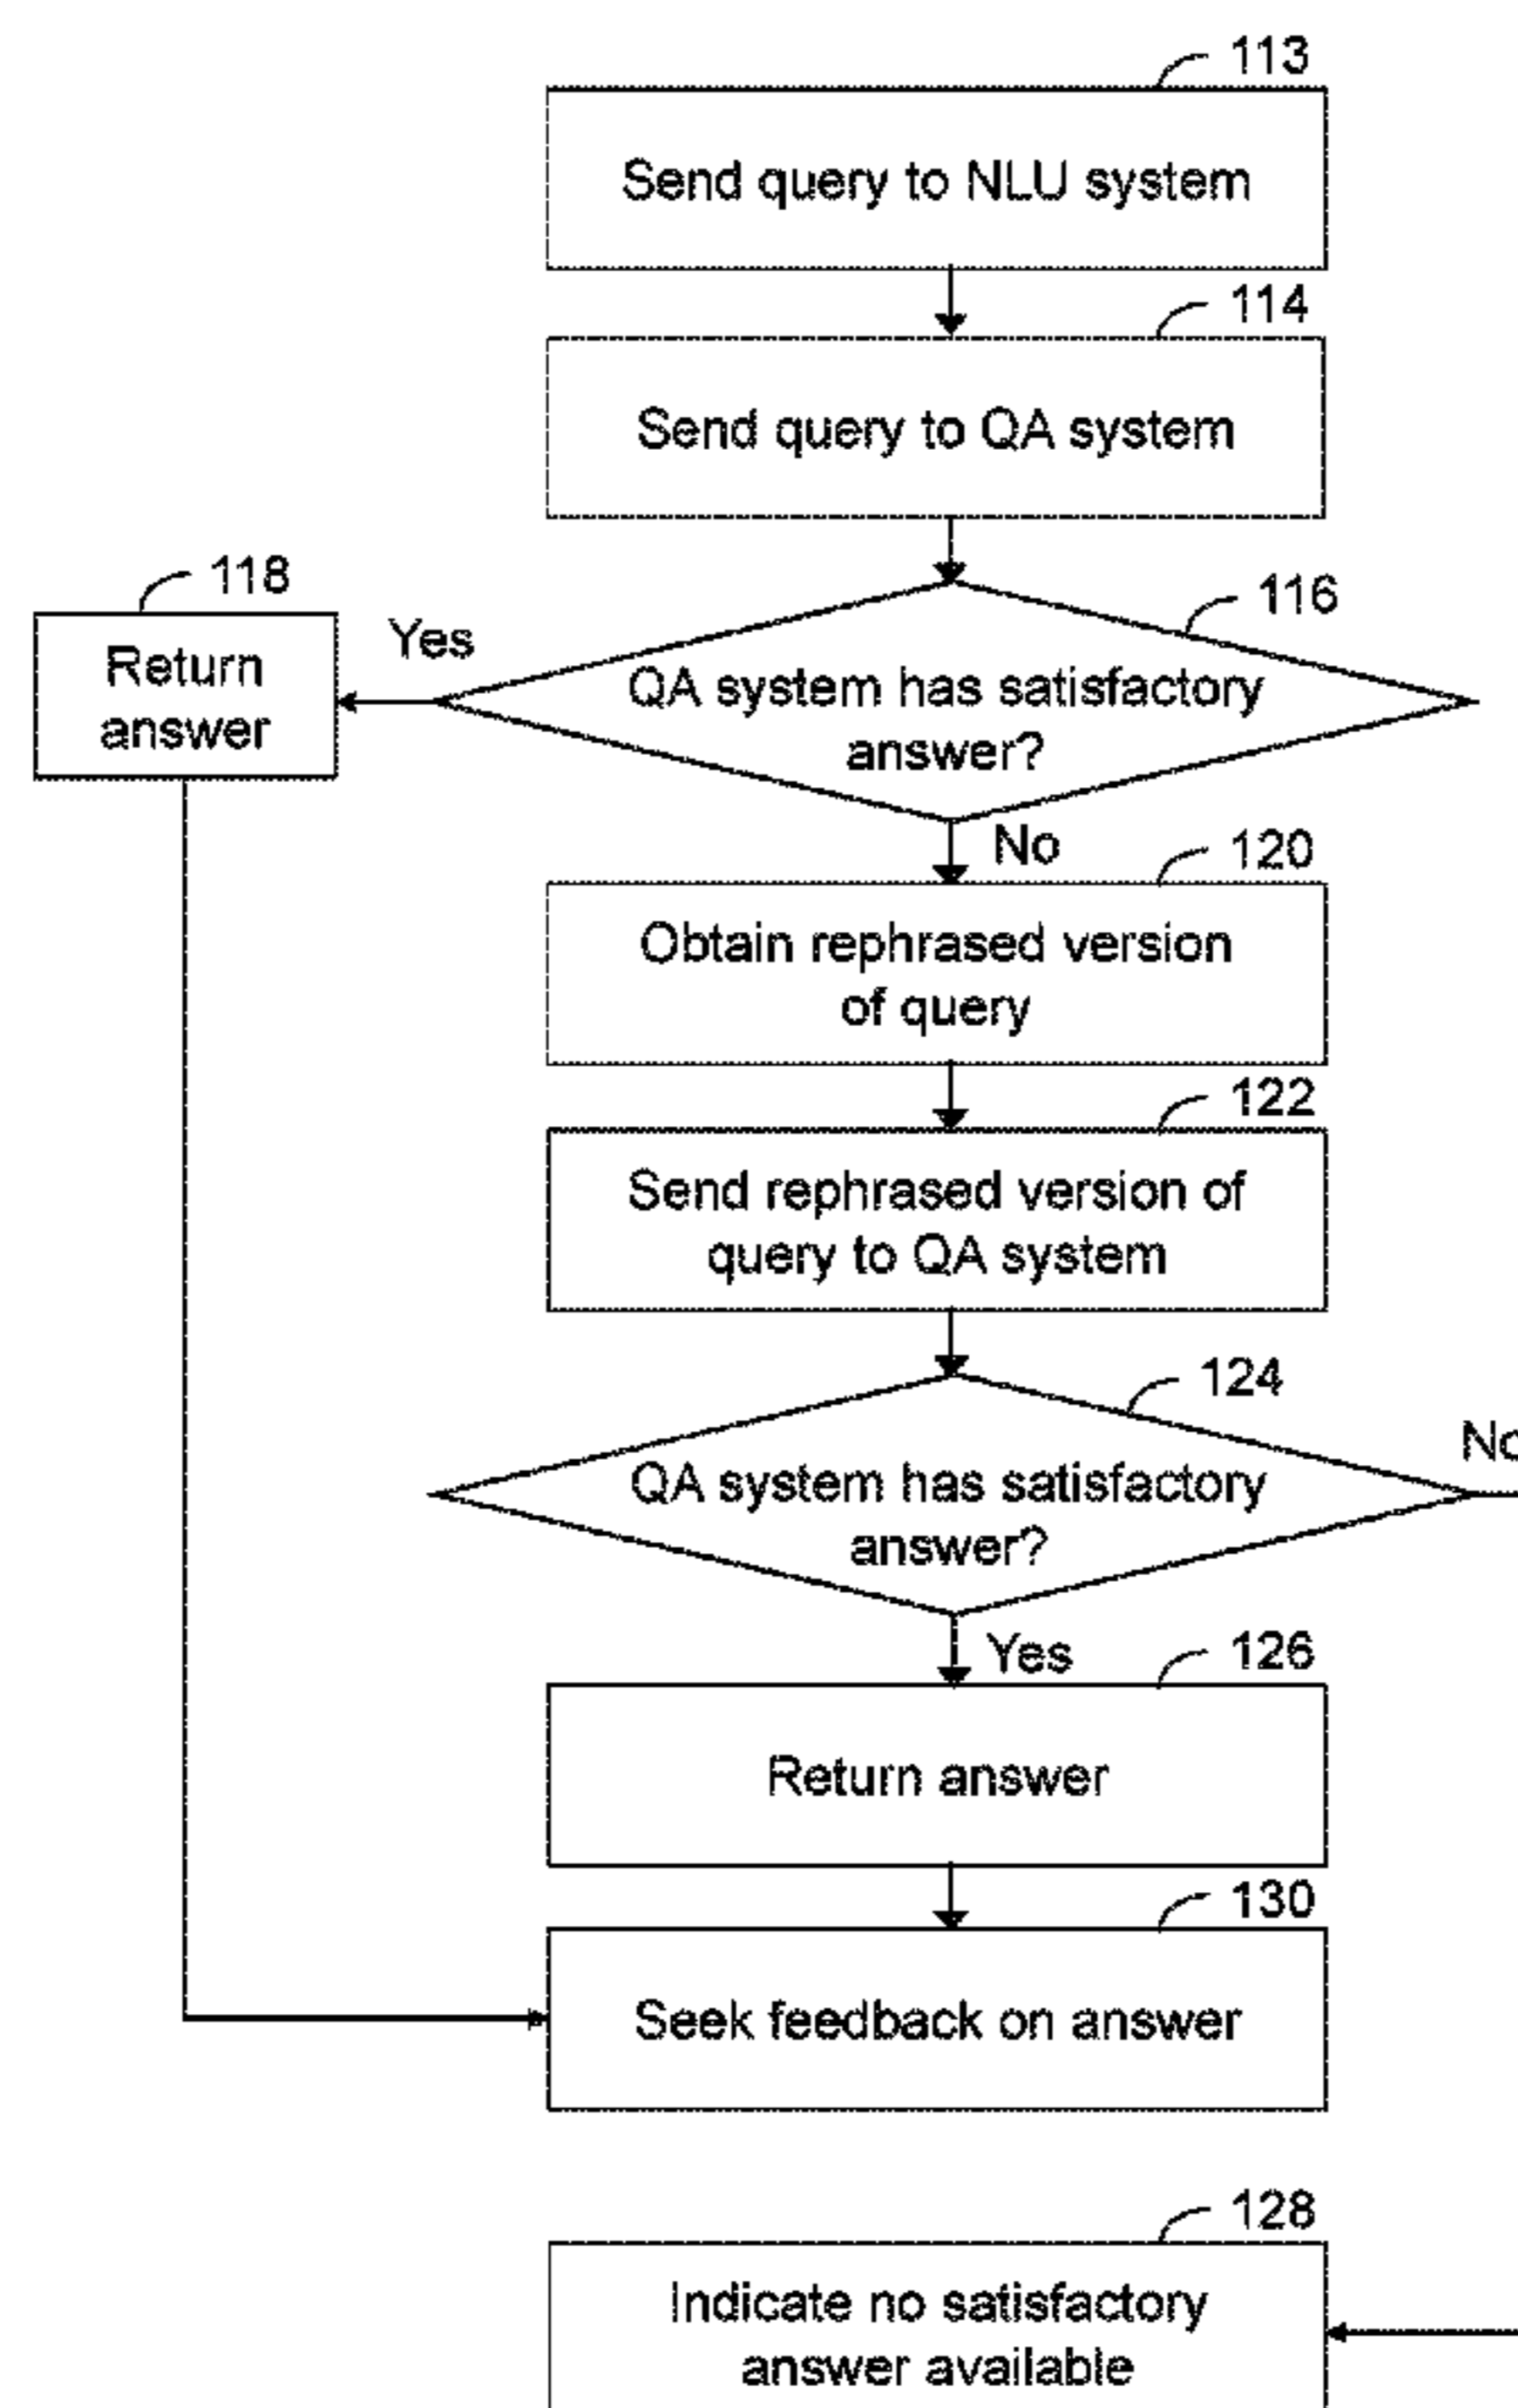 113
Send query to NLU system
114
Send query to QA system
118
116
Return
answer
Yes
QA system has satisfactory
answer?
No
120
Obtain rephrased version
of query
122
Send rephrased version of
query to QA system
124
No
QA system has satisfactory
answer?
Yes
126
Return answer
130
Seek feedback on answer
128
Indicate no satisfactory
answer available